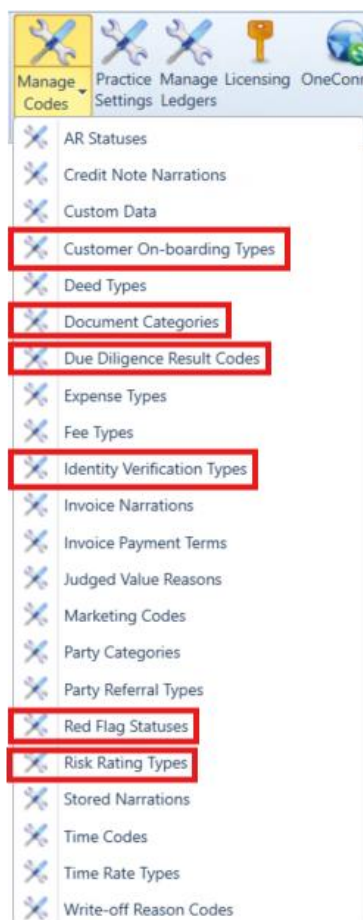 Manage Codes
Practice Settings
Manage Ledgers
Licensing
OneConn
AR Statuses
Credit Note Narrations
Custom Data
Customer On-boarding Types
Deed Types
Document Categories
Due Diligence Result Codes
Expense Types
Fee Types
Identity Verification Types
Invoice Narrations
Invoice Payment Terms
Judged Value Reasons
Marketing Codes
Party Categories
Party Referral Types
Red Flag Statuses
Risk Rating Types
Stored Narrations
Time Codes
Time Rate Types
Write-off Reason Codes